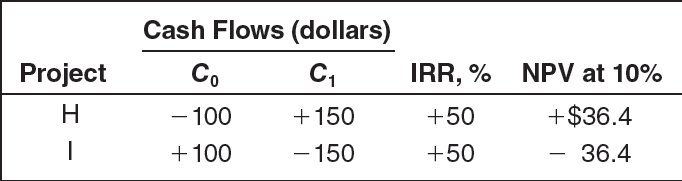 Cash Flows (dollars)
Project C₀ C₁ IRR, % NPV at 10%
H −100 +150 +50 +$36.4
I +100 −150 +50 − 36.4